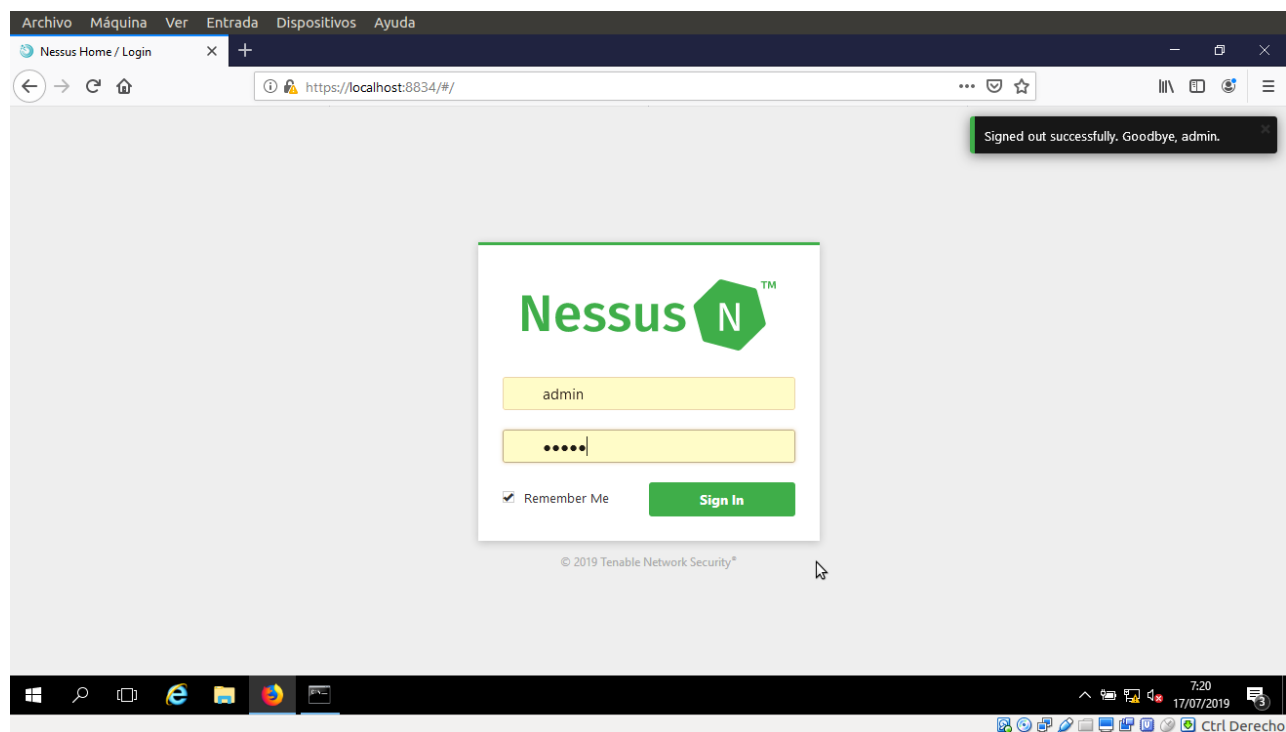 Archivo Máquina Ver Entrada Dispositivos Ayuda
Nessus Home / Login
https://localhost:8834/#/
Signed out successfully. Goodbye, admin.
Nessus N ™
admin
•••••
Remember Me
Sign In
© 2019 Tenable Network Security®
7:20
17/07/2019
3
Ctrl Derecho